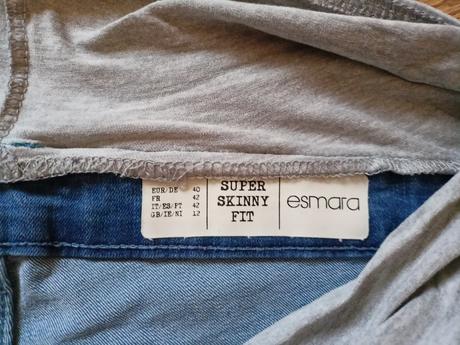 EUR/DE 40
FR 42
IT/ES/PT 42
GB/IE/NI 12
SUPER
SKINNY
FIT
esmara